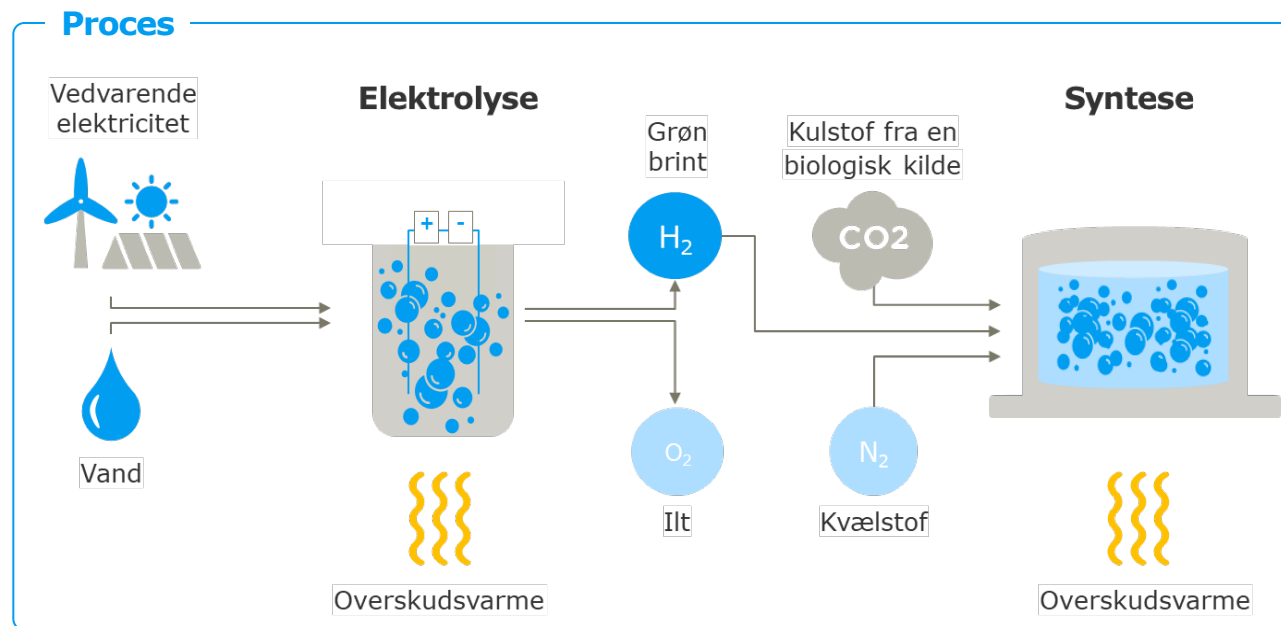 Proces
Vedvarende
elektricitet
Elektrolyse
Grøn
brint
Kulstof fra en
biologisk kilde
Syntese
+ -
H₂
CO2
Vand
O₂
N₂
Ilt
Kvælstof
Overskudsvarme
Overskudsvarme